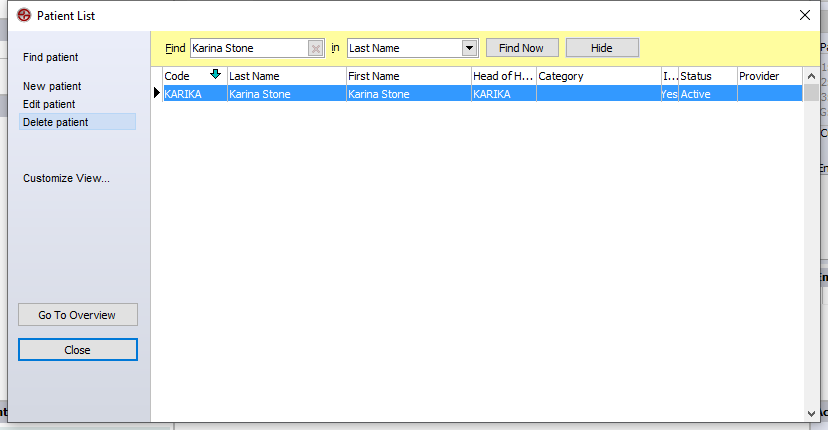 Patient List
Find Karina Stone in Last Name Find Now Hide
Find patient
New patient
Edit patient
Delete patient
Customize View...
Go To Overview
Close
Code Last Name First Name Head of H... Category I... Status Provider
KARIKA Karina Stone Karina Stone KARIKA Yes Active